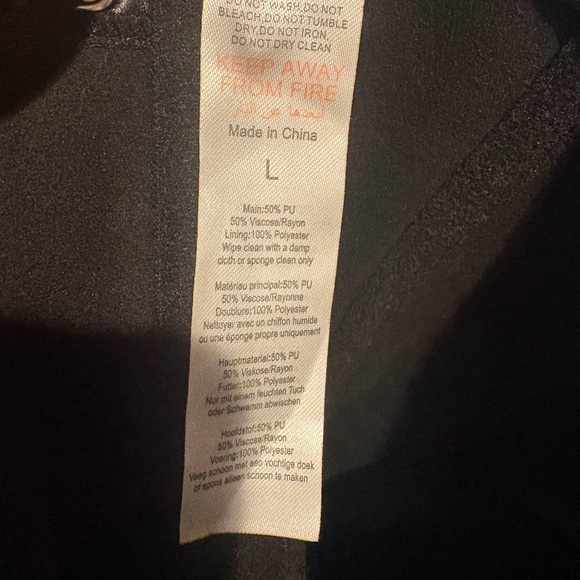 DO NOT WASH,DO NOT
BLEACH,DO NOT TUMBLE
DRY,DO NOT IRON,
DO NOT DRY CLEAN
KEEP AWAY
FROM FIRE
أبعدها عن النار
Made in China
L
Main:50% PU
50% Viscose/Rayon
Lining:100% Polyester
Wipe clean with a damp
cloth or sponge clean only
Matériau principal:50% PU
50% Viscose/Rayonne
Doublure:100% Polyester
Nettoyer avec un chiffon humide
ou une éponge propre uniquement
Hauptmaterial:50% PU
50% Viskose/Rayon
Futter:100% Polyester
Nur mit einem feuchten Tuch
oder Schwamm abwischen
Hoofdstof:50% PU
50% Viscose/Rayon
Voering:100% Polyester
Veeg schoon met een vochtige doek
of spons alleen schoon te maken